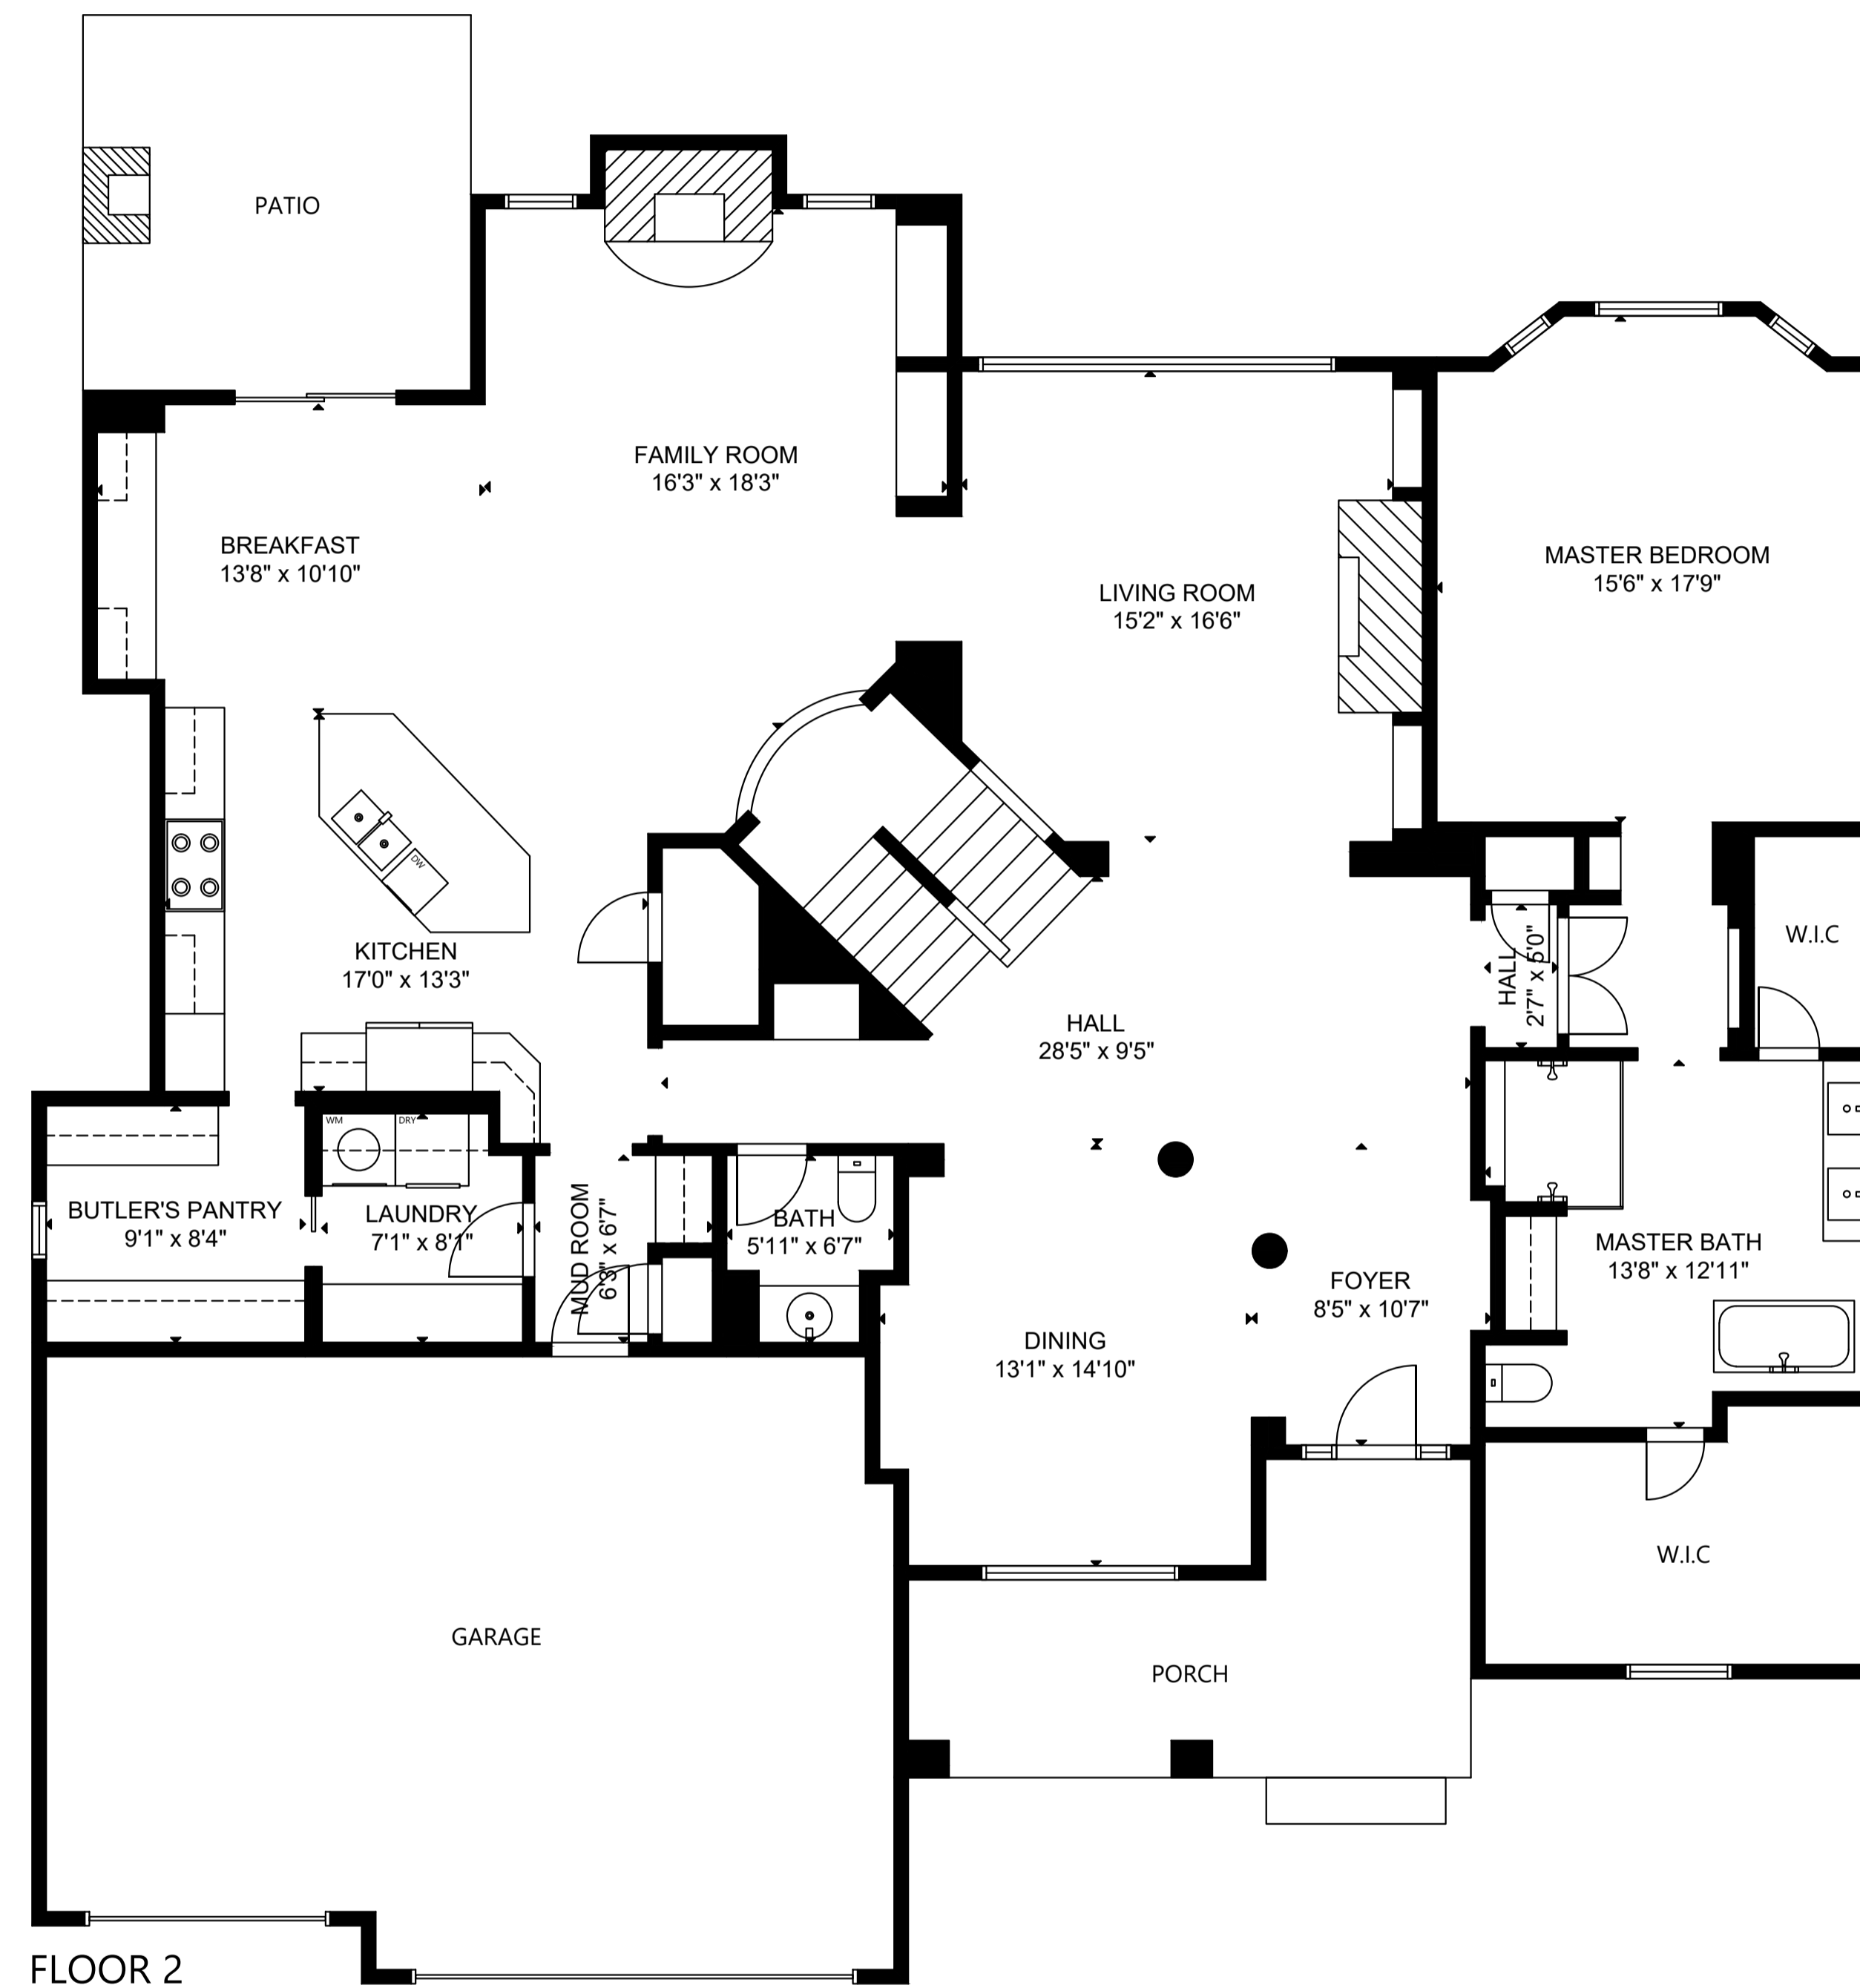 PATIO
FAMILY ROOM
16'3" x 18'3"
BREAKFAST
13'8" x 10'10"
LIVING ROOM
15'2" x 16'6"
MASTER BEDROOM
15'6" x 17'9"
DW
KITCHEN
17'0" x 13'3"
HALL
28'5" x 9'5"
HALL
2'7" x 5'0"
W.I.C
WM
DRY
BUTLER'S PANTRY
9'1" x 8'4"
LAUNDRY
7'1" x 8'1"
MUD ROOM
6'3" x 6'7"
BATH
5'11" x 6'7"
MASTER BATH
13'8" x 12'11"
FOYER
8'5" x 10'7"
DINING
13'1" x 14'10"
W.I.C
GARAGE
PORCH
FLOOR 2